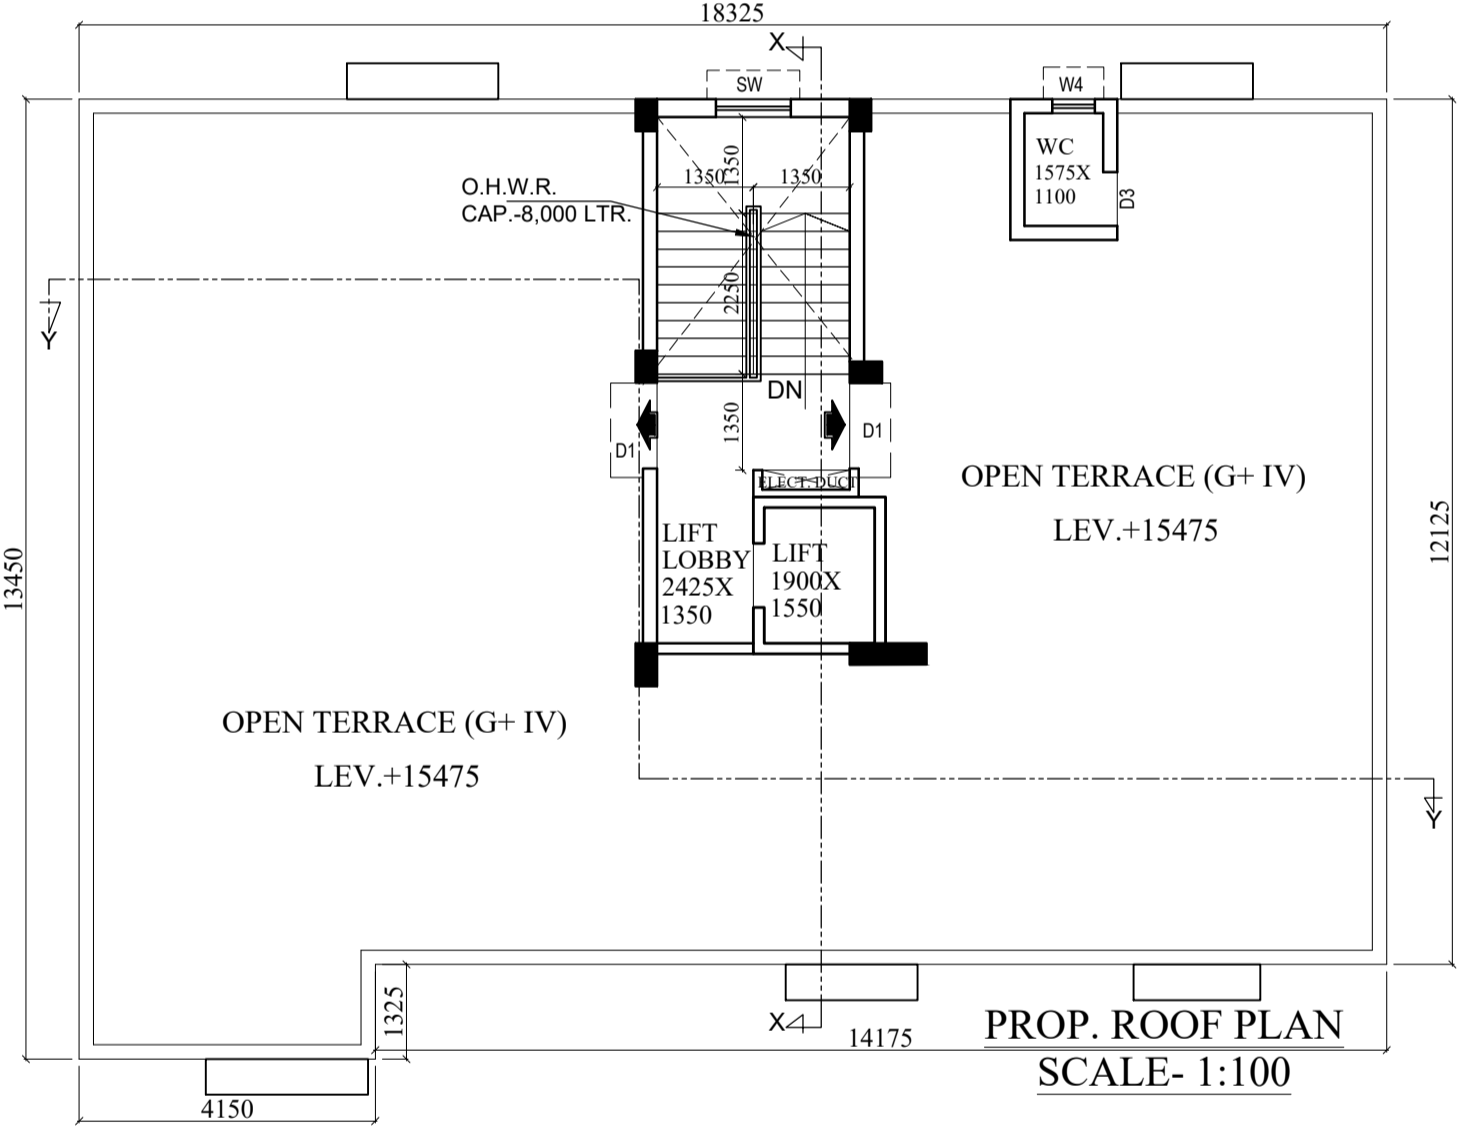 18325
X
SW
W4
WC
1575X
1100
D3
1350
1350
1350
O.H.W.R.
CAP.-8,000 LTR.
2250
Y
DN
1350
D1
D1
ELECT. DUCT
OPEN TERRACE (G+ IV)
LEV.+15475
LIFT
LOBBY
2425X
1350
LIFT
1900X
1550
13450
12125
OPEN TERRACE (G+ IV)
LEV.+15475
Y
1325
X
14175
PROP. ROOF PLAN
SCALE- 1:100
4150